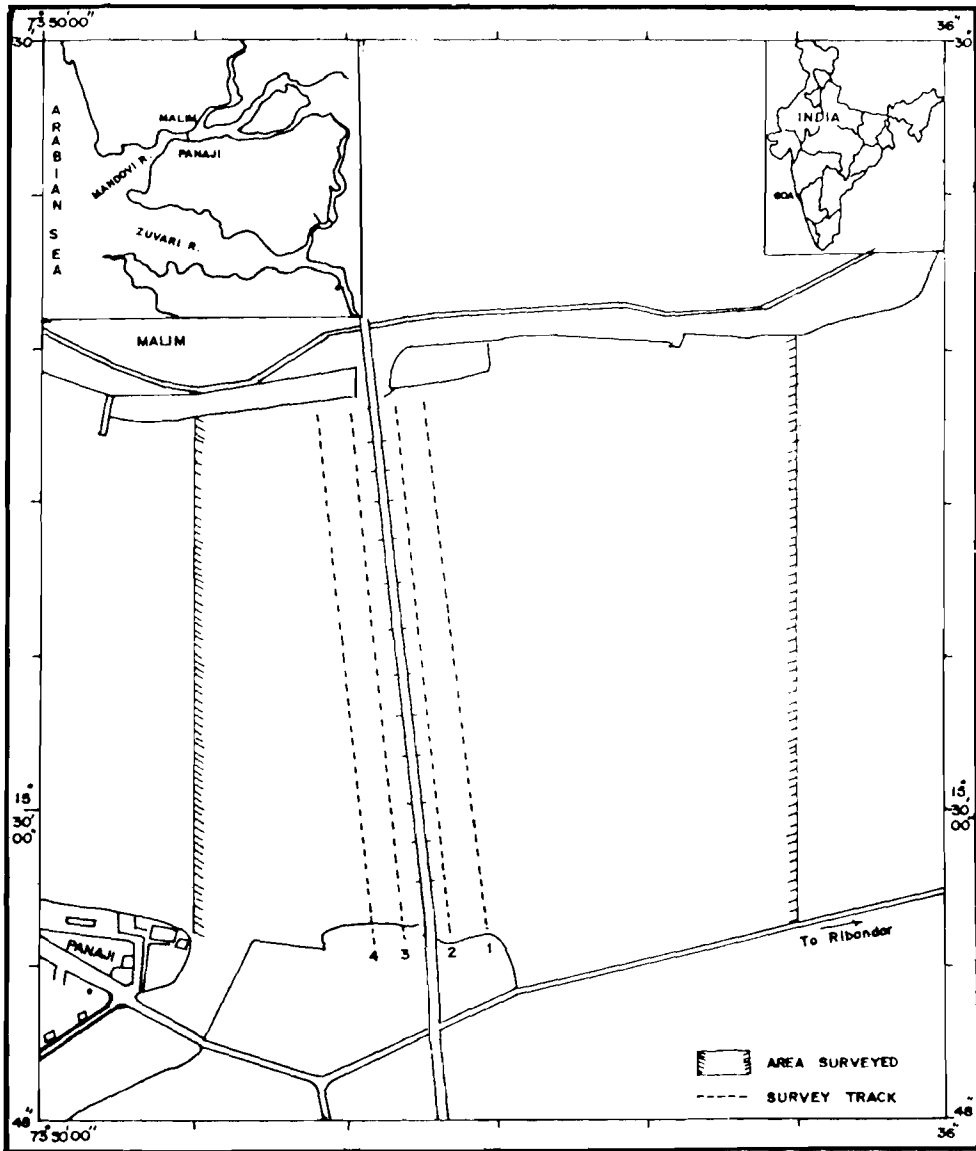 73° 50' 00"
36"
30"
30"
ARABIAN SEA
MALIM
PANAJI
MANDOVI R.
ZUVARI R.
INDIA
GOA
MALIM
15° 30' 00"
15°
30'
00"
PANAJI
4 3 2 1
To Ribandar
AREA SURVEYED
SURVEY TRACK
48"
48"
73° 50' 00"
36"